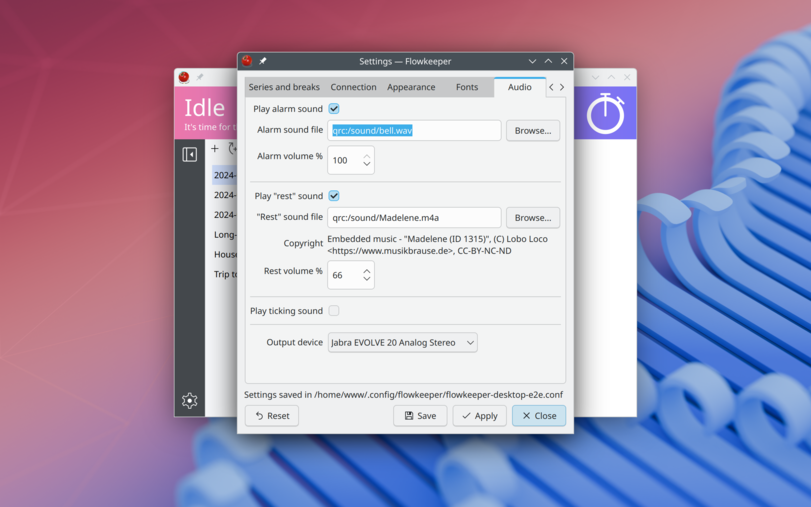 Settings — Flowkeeper
Idle
It's time for
Series and breaks
Connection
Appearance
Fonts
Audio
Play alarm sound
Alarm sound file
qrc:/sound/bell.wav
Browse...
Alarm volume %
100
Play "rest" sound
"Rest" sound file
qrc:/sound/Madelene.m4a
Browse...
Copyright
Embedded music - "Madelene (ID 1315)", (C) Lobo Loco
<https://www.musikbrause.de>, CC-BY-NC-ND
Rest volume %
66
Play ticking sound
Output device
Jabra EVOLVE 20 Analog Stereo
Settings saved in /home/www/.config/flowkeeper/flowkeeper-desktop-e2e.conf
Reset
Save
Apply
Close
2024-
2024-
2024-
Long-
Trip to